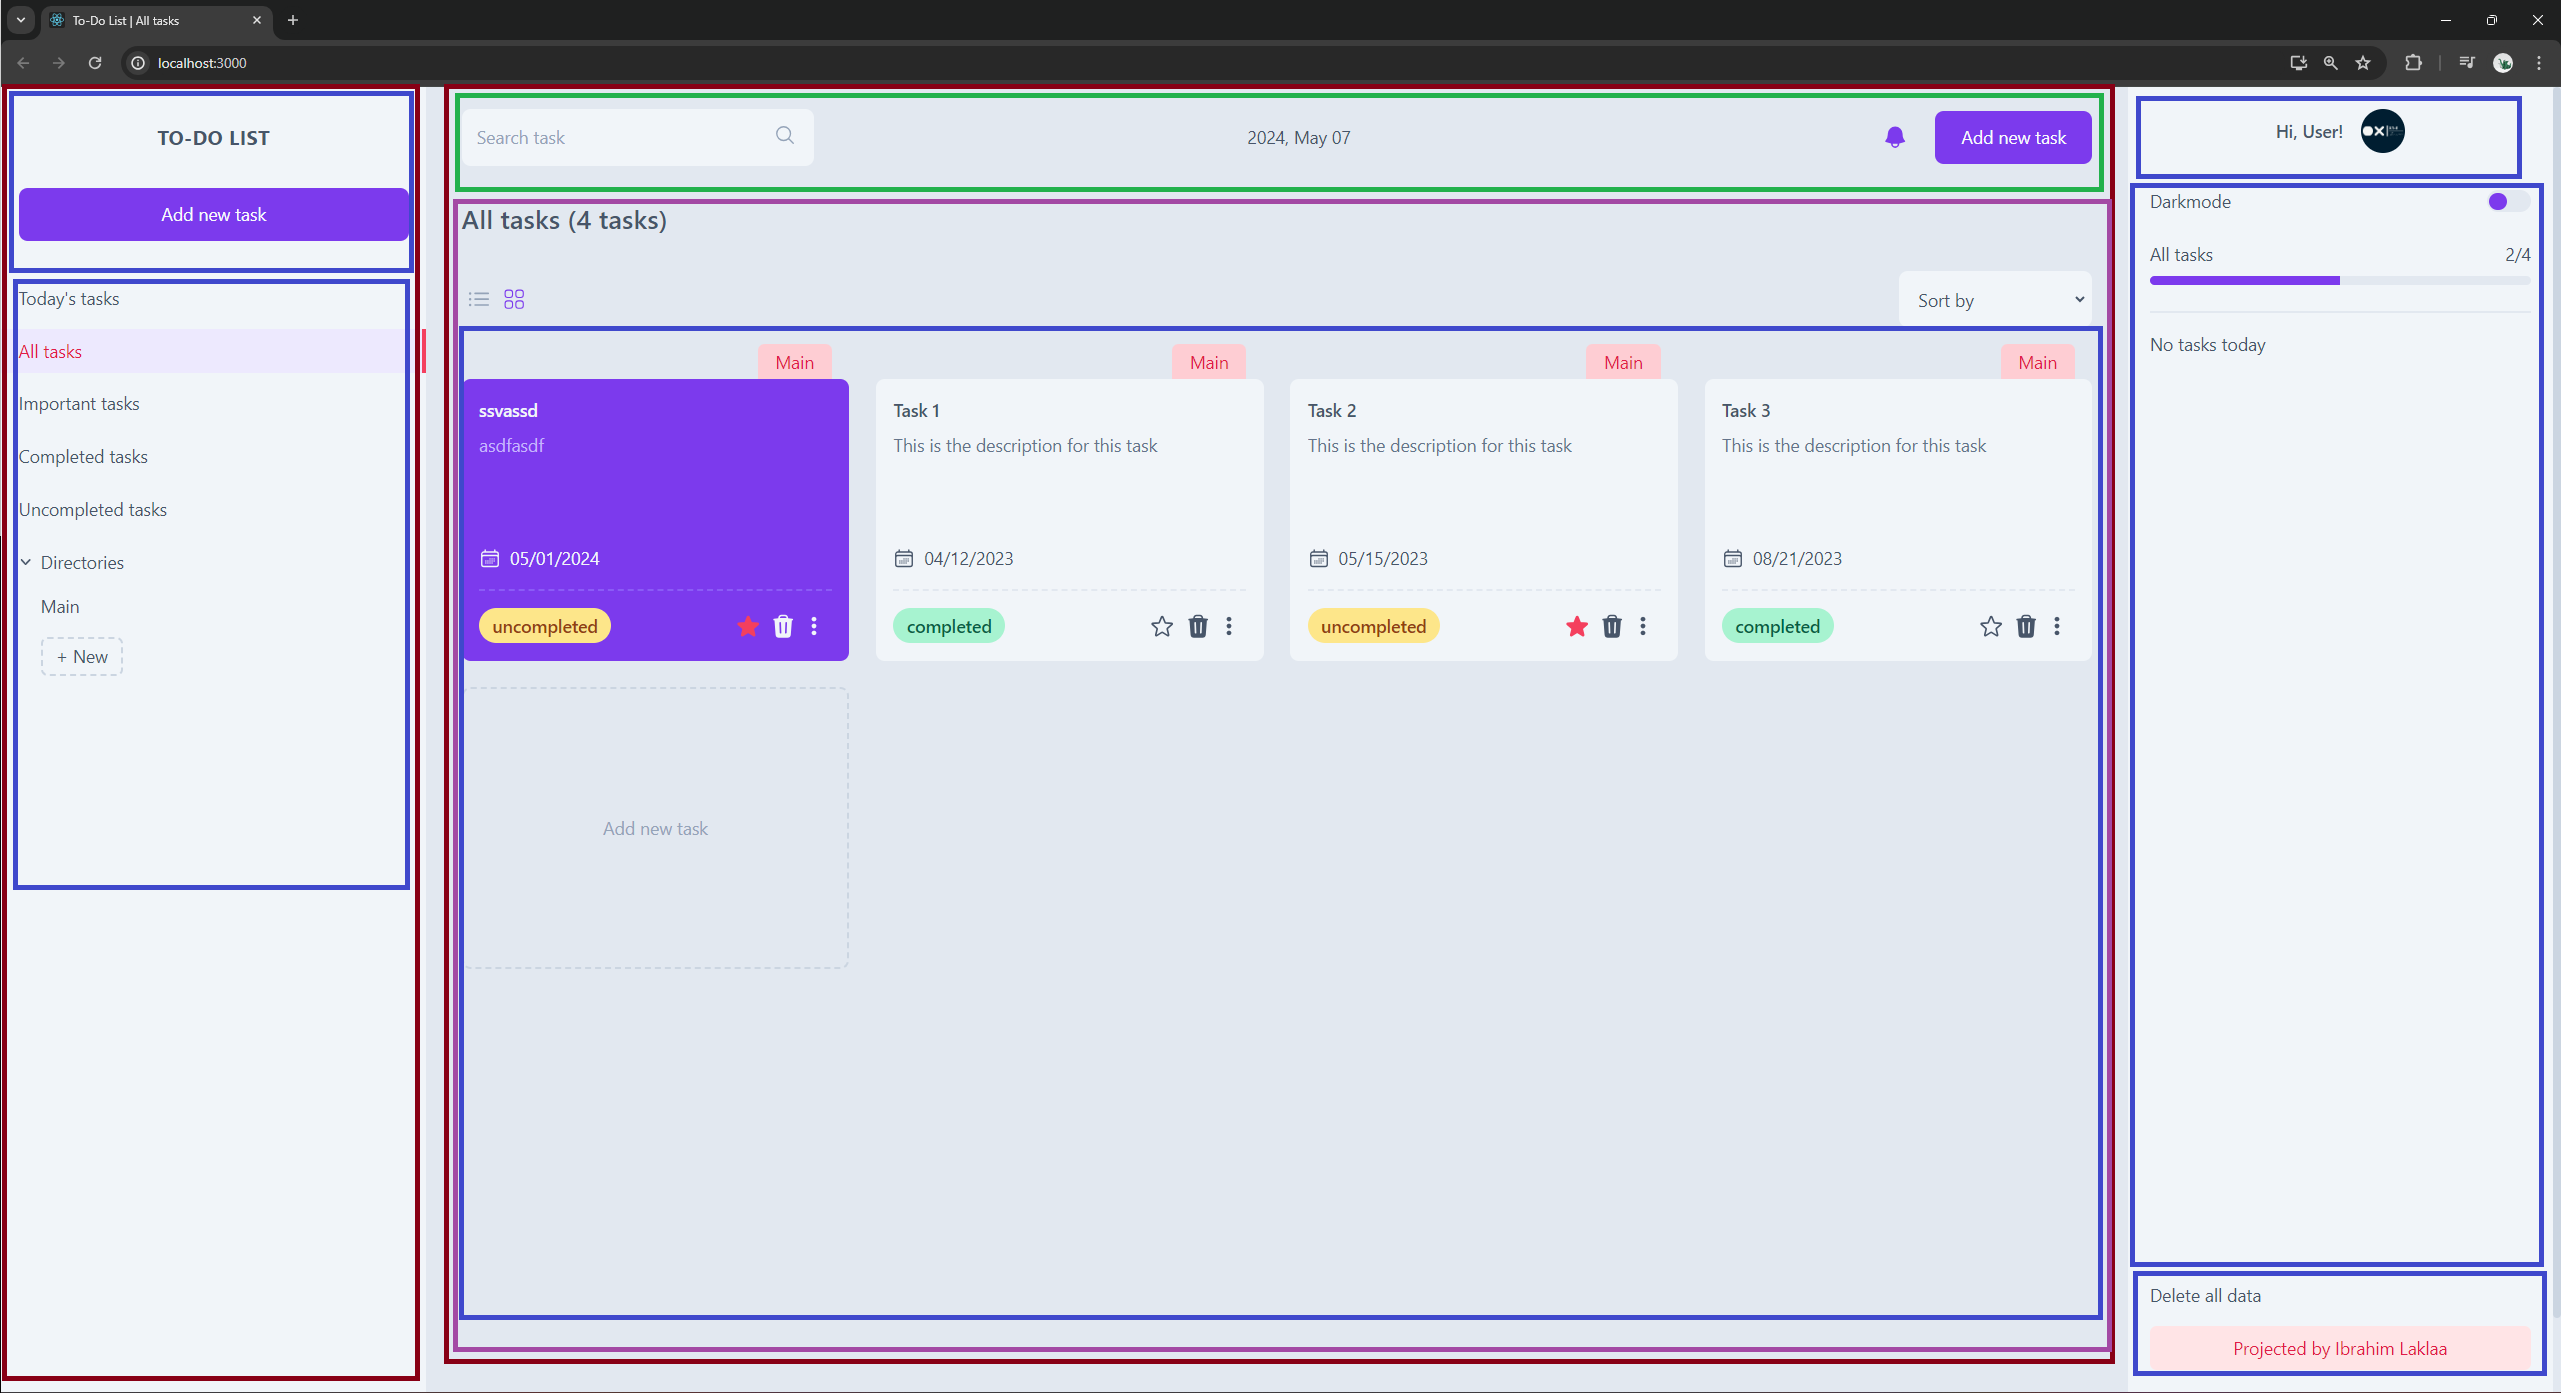 To-Do List | All tasks
localhost:3000
TO-DO LIST
Add new task
Today's tasks
All tasks
Important tasks
Completed tasks
Uncompleted tasks
Directories
Main
+ New
Search task
2024, May 07
Add new task
All tasks (4 tasks)
Sort by
Main
ssvassd
asdfasdf
05/01/2024
uncompleted
Main
Task 1
This is the description for this task
04/12/2023
completed
Main
Task 2
This is the description for this task
05/15/2023
uncompleted
Main
Task 3
This is the description for this task
08/21/2023
completed
Add new task
Hi, User!
Darkmode
All tasks 2/4
No tasks today
Delete all data
Projected by Ibrahim Laklaa